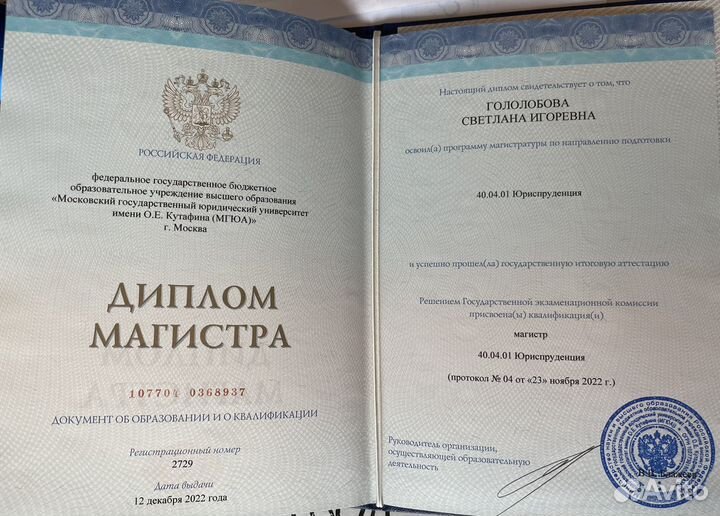 РОССИЙСКАЯ ФЕДЕРАЦИЯ
федеральное государственное бюджетное
образовательное учреждение высшего образования
«Московский государственный юридический университет
имени О.Е. Кутафина (МГЮА)»
г. Москва
ДИПЛОМ
МАГИСТРА
107704 0368937
ДОКУМЕНТ ОБ ОБРАЗОВАНИИ И О КВАЛИФИКАЦИИ
Регистрационный номер
2729
Дата выдачи
12 декабря 2022 года
Настоящий диплом свидетельствует о том, что
ГОЛОЛОБОВА
СВЕТЛАНА ИГОРЕВНА
освоил(а) программу магистратуры по направлению подготовки
40.04.01 Юриспруденция
и успешно прошел(ла) государственную итоговую аттестацию
Решением Государственной экзаменационной комиссии
присвоена(ы) квалификация(и)
магистр
40.04.01 Юриспруденция
(протокол № 04 от «23» ноября 2022 г.)
Руководитель организации,
осуществляющей образовательную
деятельность
Avito